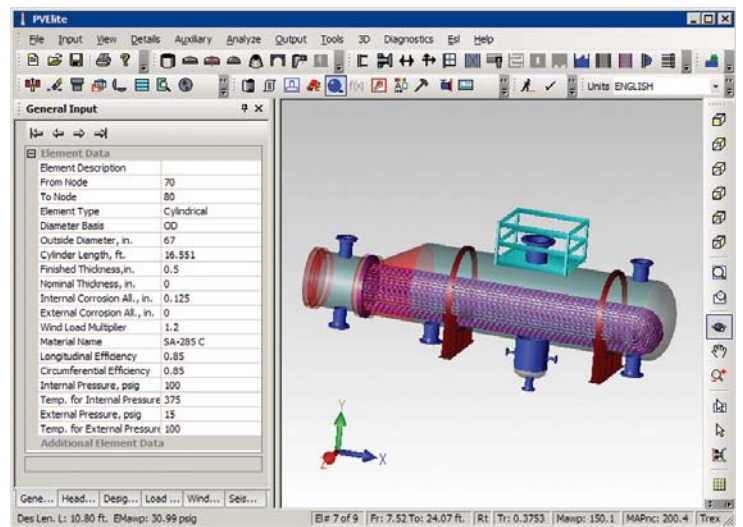 PVElite
File Input View Details Auxiliary Analyze Output Tools 3D Diagnostics Esl Help
Units ENGLISH
General Input
Element Data
Element Description
From Node 70
To Node 80
Element Type Cylindrical
Diameter Basis OD
Outside Diameter, in. 67
Cylinder Length, ft. 16.551
Finished Thickness,in. 0.5
Nominal Thickness, in. 0
Internal Corrosion All., in. 0.125
External Corrosion All., in. 0
Wind Load Multiplier 1.2
Material Name SA-285 C
Longitudinal Efficiency 0.85
Circumferential Efficiency 0.85
Internal Pressure, psig 100
Temp. for Internal Pressure 375
External Pressure, psig 15
Temp. for External Pressure 100
Additional Element Data
Y
X
Z
Gene... Head... Desig... Load ... Wind... Seis...
Des Len. L: 10.80 ft. EMawp: 30.99 psig El# 7 of 9 Fr: 7.52 To: 24.07 ft. Rt Tr: 0.3753 Mawp: 150.1 MAPnc: 200.4 Trex